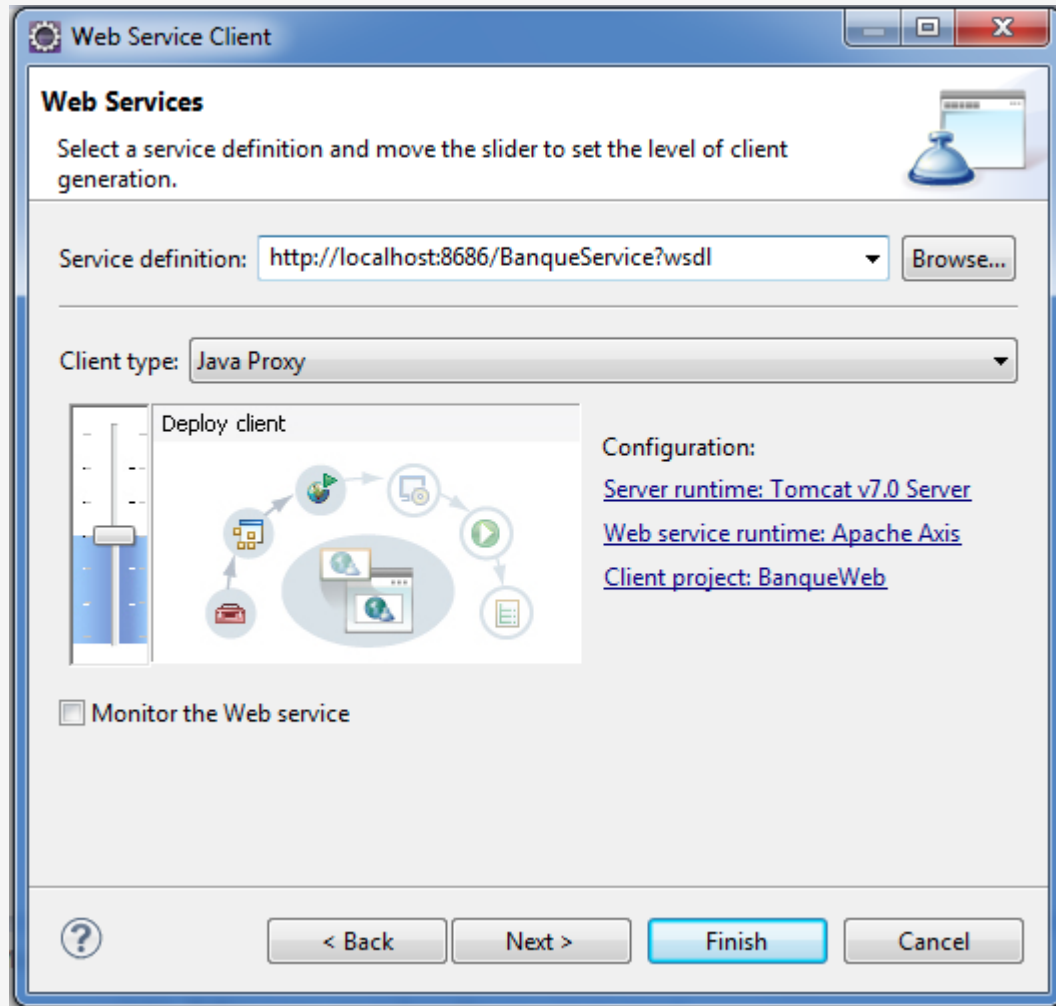 Web Service Client
Web Services
Select a service definition and move the slider to set the level of client
generation.
Service definition: http://localhost:8686/BanqueService?wsdl Browse...
Client type: Java Proxy
Deploy client
Configuration:
Server runtime: Tomcat v7.0 Server
Web service runtime: Apache Axis
Client project: BanqueWeb
Monitor the Web service
< Back Next > Finish Cancel